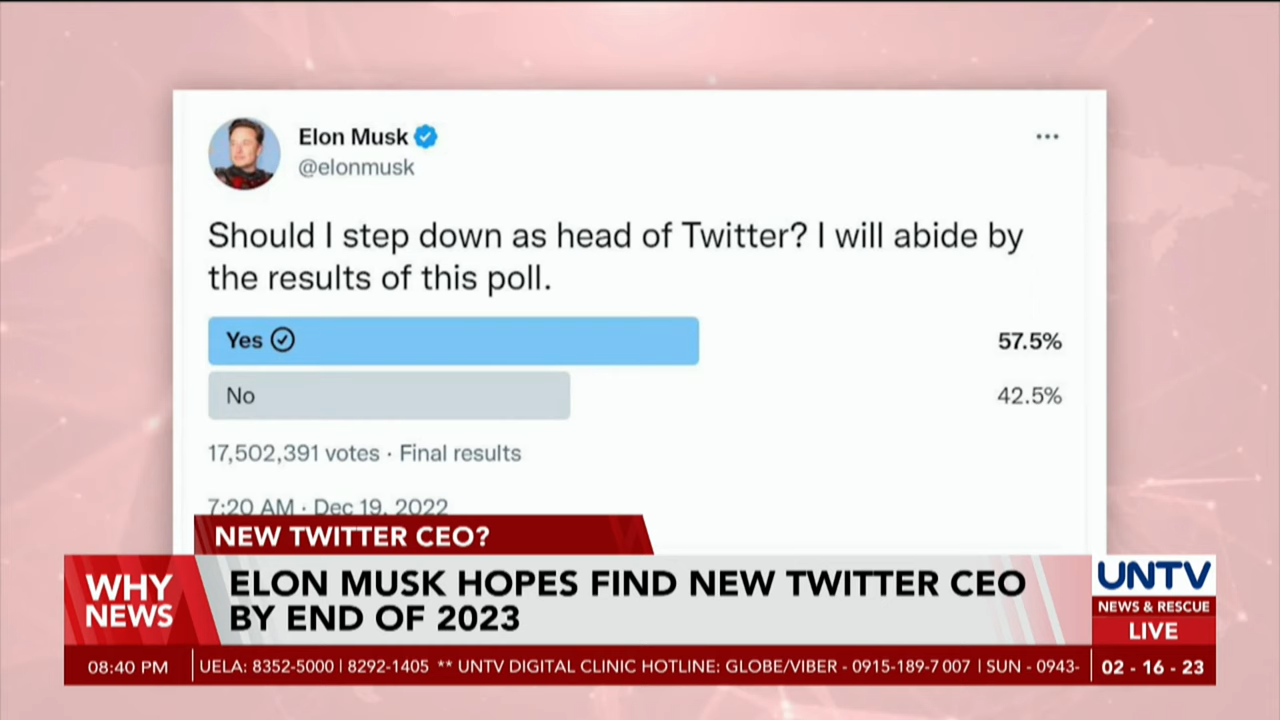 Elon Musk
@elonmusk
Should I step down as head of Twitter? I will abide by
the results of this poll.
Yes 57.5%
No 42.5%
17,502,391 votes · Final results
7:20 AM · Dec 19, 2022
NEW TWITTER CEO?
WHY
NEWS
ELON MUSK HOPES FIND NEW TWITTER CEO
BY END OF 2023
UNTV
NEWS & RESCUE
LIVE
08:40 PM
UELA: 8352-5000 | 8292-1405 ** UNTV DIGITAL CLINIC HOTLINE: GLOBE/VIBER - 0915-189-7007 | SUN - 0943-
02 - 16 - 23